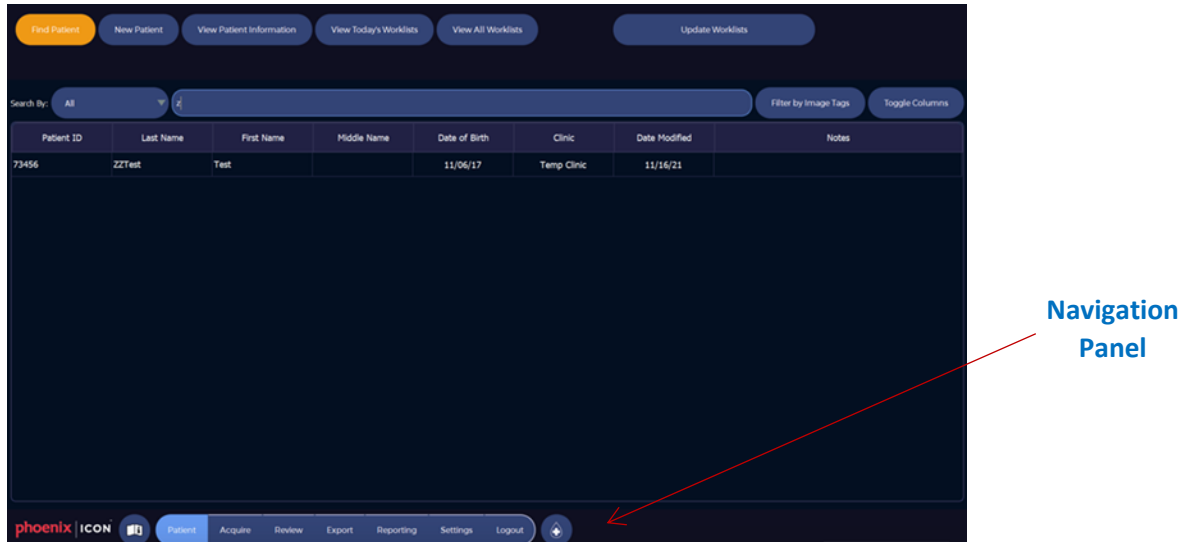 Find Patient New Patient View Patient Information View Today's Worklists View All Worklists Update Worklists
Search By: All z Filter by Image Tags Toggle Columns
Patient ID Last Name First Name Middle Name Date of Birth Clinic Date Modified Notes
73456 ZZTest Test 11/06/17 Temp Clinic 11/16/21
Navigation
Panel
phoenix | ICON Patient Acquire Review Export Reporting Settings Logout